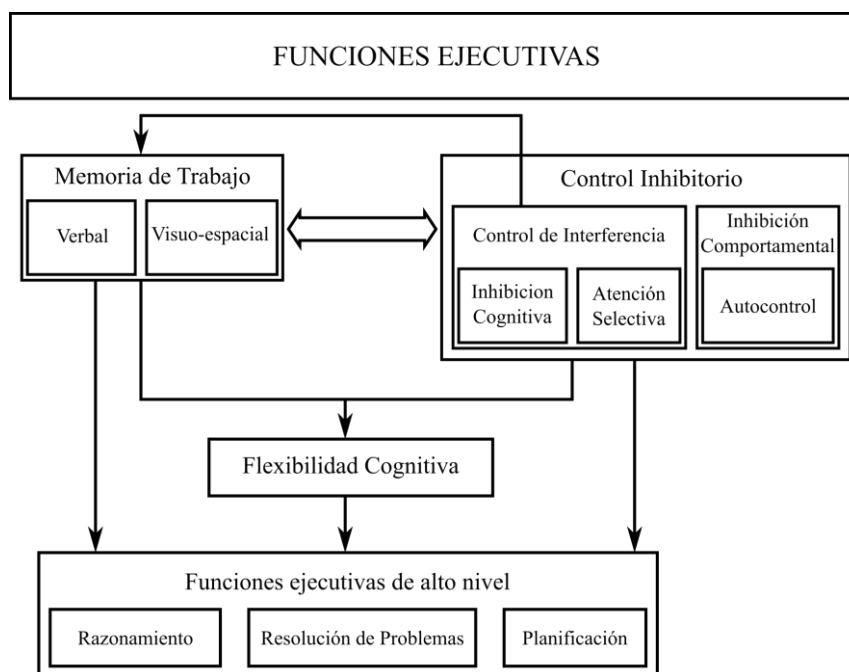 FUNCIONES EJECUTIVAS
Memoria de Trabajo
Verbal
Visuo-espacial
Control Inhibitorio
Control de Interferencia
Inhibicion
Cognitiva
Atención
Selectiva
Inhibición
Comportamental
Autocontrol
Flexibilidad Cognitiva
Funciones ejecutivas de alto nivel
Razonamiento
Resolución de Problemas
Planificación